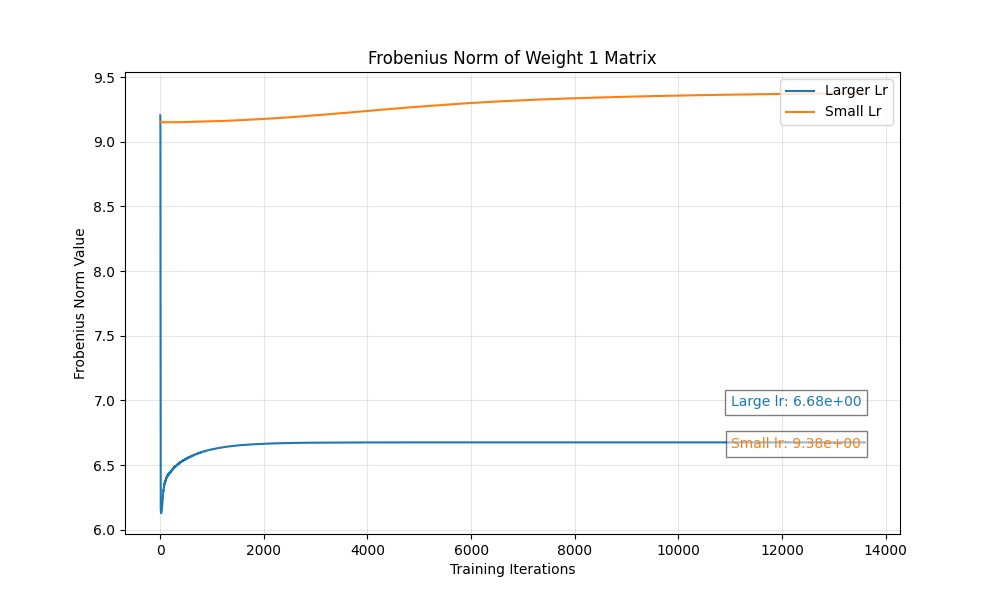 Frobenius Norm of Weight 1 Matrix
Larger Lr
Small Lr
9.5
9.0
8.5
8.0
7.5
7.0
6.5
6.0
Frobenius Norm Value
Large lr: 6.68e+00
Small lr: 9.38e+00
0 2000 4000 6000 8000 10000 12000 14000
Training Iterations